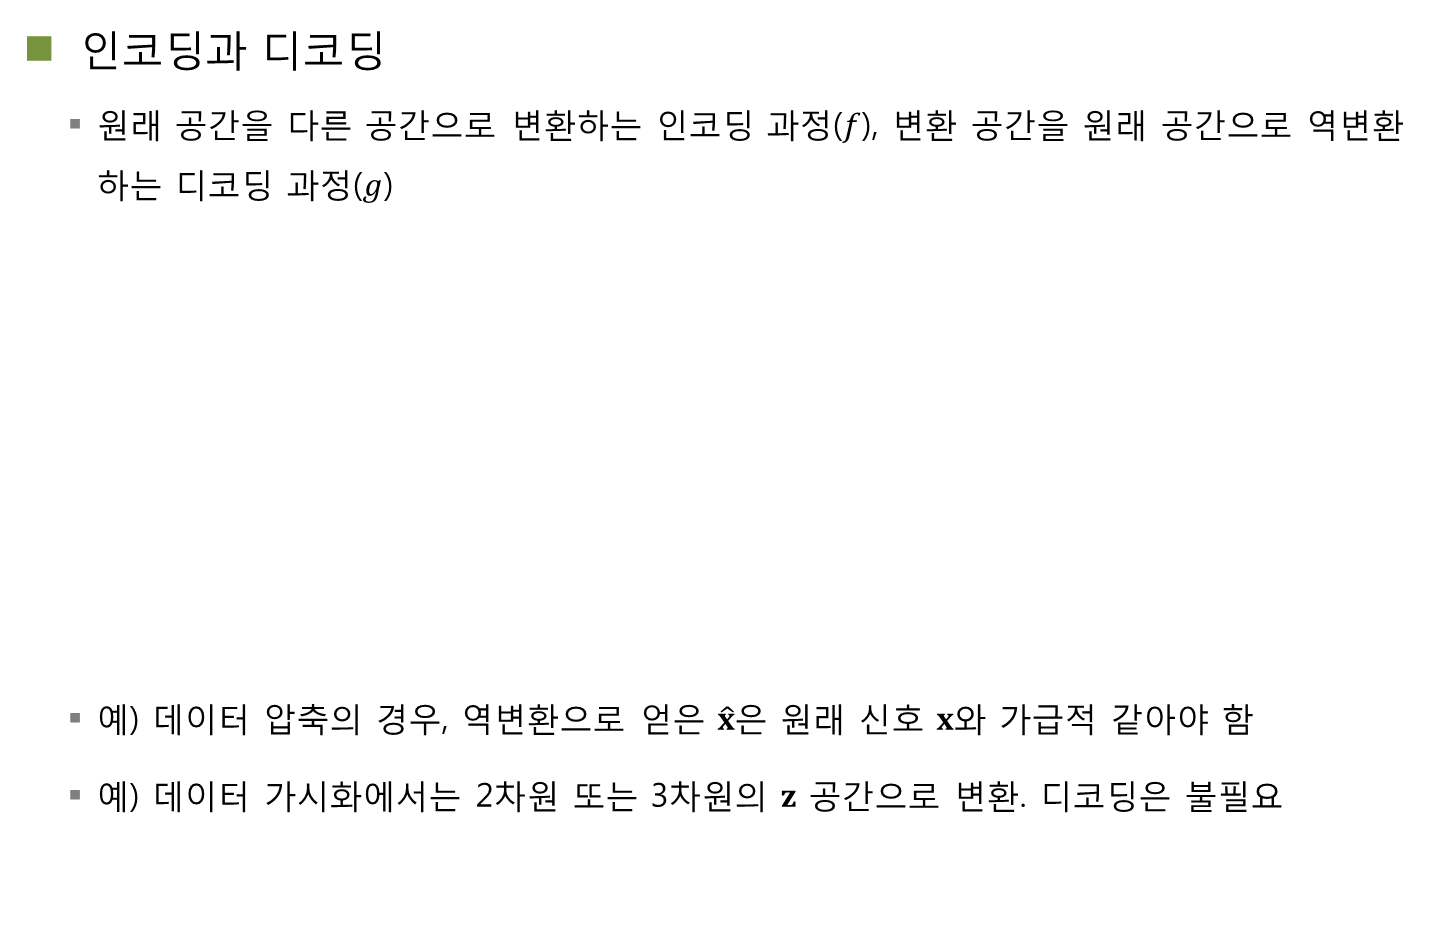 ■ 인코딩과 디코딩
▪ 원래 공간을 다른 공간으로 변환하는 인코딩 과정(f), 변환 공간을 원래 공간으로 역변환
하는 디코딩 과정(g)
▪ 예) 데이터 압축의 경우, 역변환으로 얻은 x̂은 원래 신호 x와 가급적 같아야 함
▪ 예) 데이터 가시화에서는 2차원 또는 3차원의 z 공간으로 변환. 디코딩은 불필요